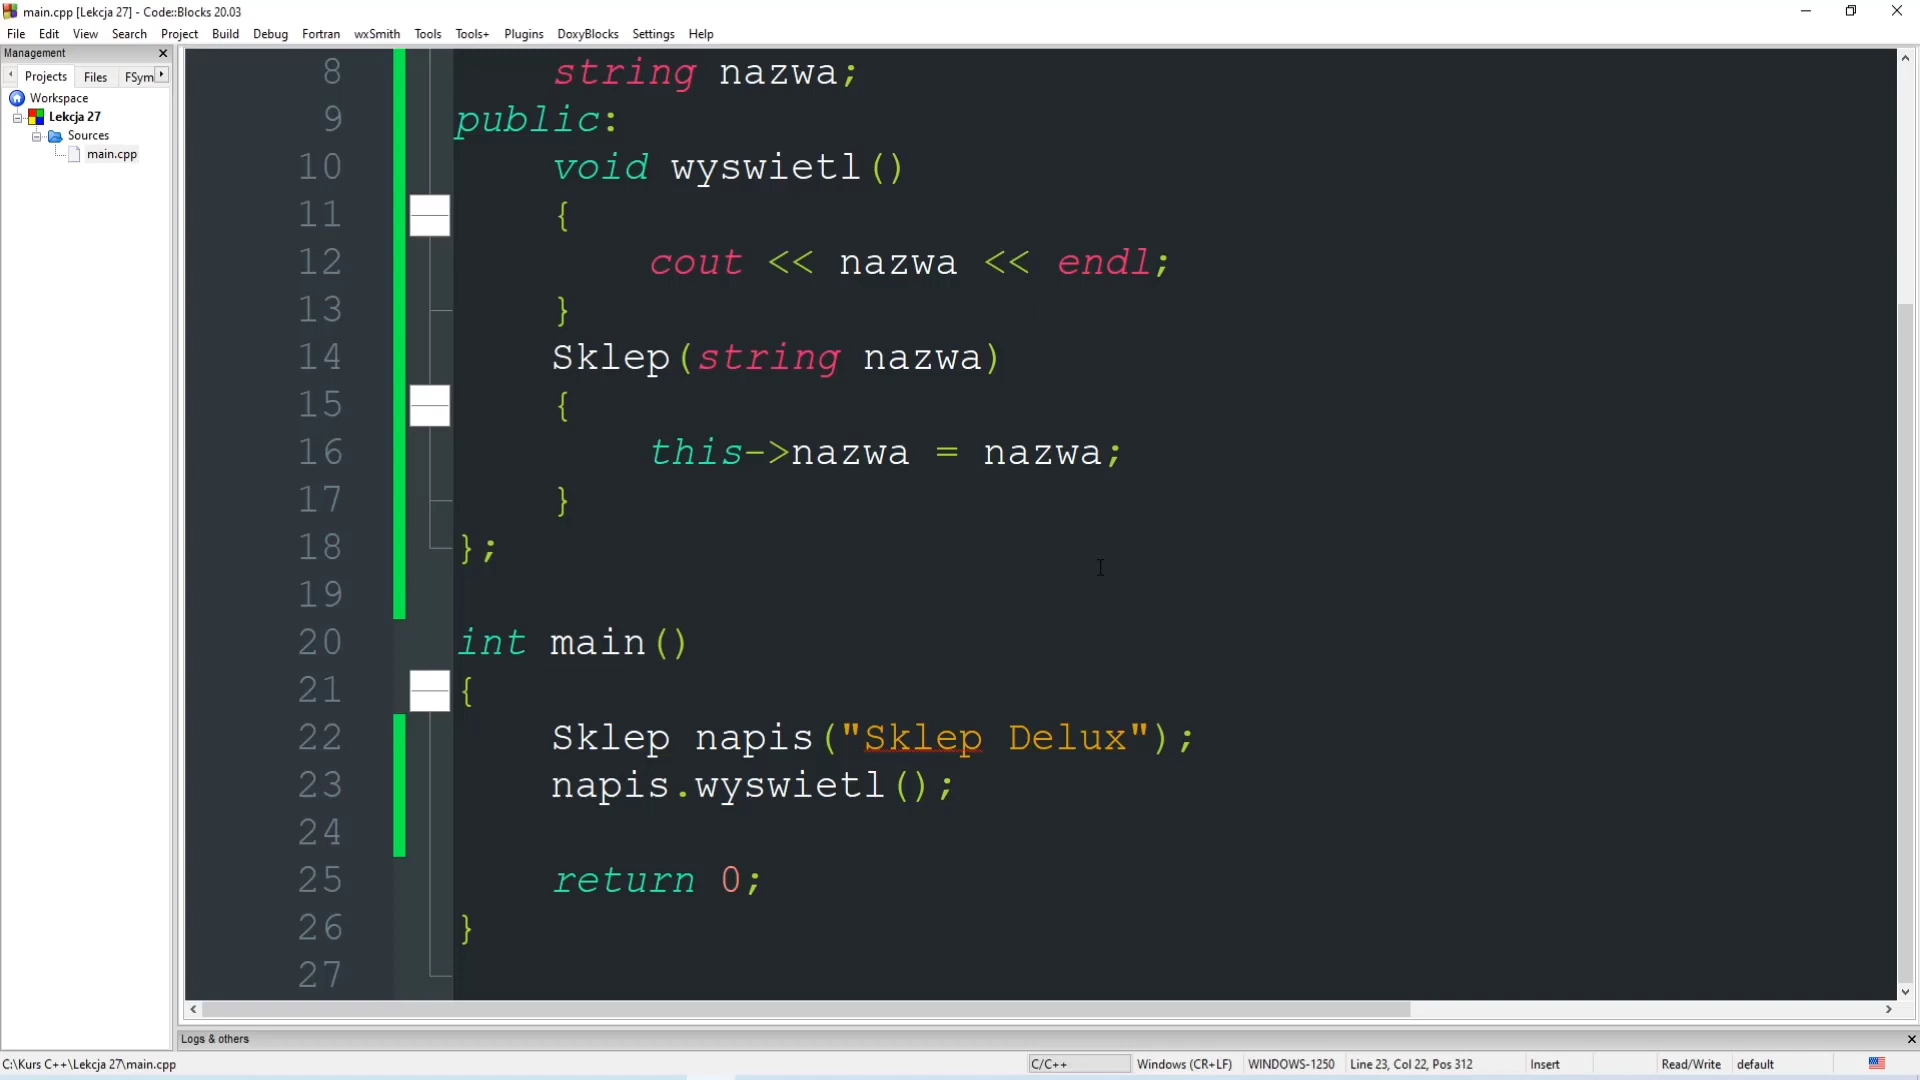 main.cpp [Lekcja 27] - Code::Blocks 20.03
File Edit View Search Project Build Debug Fortran wxSmith Tools Tools+ Plugins DoxyBlocks Settings Help
Management
Projects Files FSym
Workspace
Lekcja 27
Sources
main.cpp
8 string nazwa;
9 public:
10 void wyswietl()
11 {
12 cout << nazwa << endl;
13 }
14 Sklep(string nazwa)
15 {
16 this->nazwa = nazwa;
17 }
18 };
19
20 int main()
21 {
22 Sklep napis("Sklep Delux");
23 napis.wyswietl();
24
25 return 0;
26 }
27
Logs & others
C:\Kurs C++\Lekcja 27\main.cpp C/C++ Windows (CR+LF) WINDOWS-1250 Line 23, Col 22, Pos 312 Insert Read/Write default